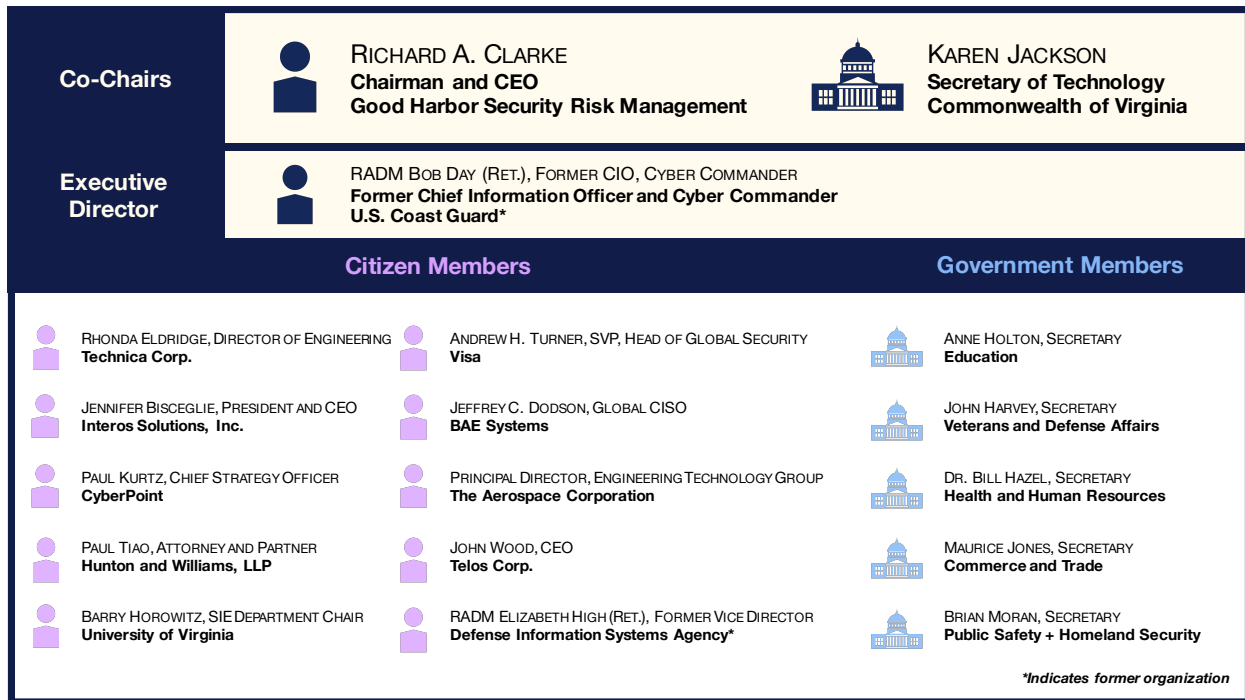 Co-Chairs
RICHARD A. CLARKE
Chairman and CEO
Good Harbor Security Risk Management
KAREN JACKSON
Secretary of Technology
Commonwealth of Virginia
Executive
Director
RADM BOB DAY (RET.), FORMER CIO, CYBER COMMANDER
Former Chief Information Officer and Cyber Commander
U.S. Coast Guard*
Citizen Members
RHONDA ELDRIDGE, DIRECTOR OF ENGINEERING
Technica Corp.
JENNIFER BISCEGLIE, PRESIDENT AND CEO
Interos Solutions, Inc.
PAUL KURTZ, CHIEF STRATEGY OFFICER
CyberPoint
PAUL TIAO, ATTORNEY AND PARTNER
Hunton and Williams, LLP
BARRY HOROWITZ, SIE DEPARTMENT CHAIR
University of Virginia
ANDREW H. TURNER, SVP, HEAD OF GLOBAL SECURITY
Visa
JEFFREY C. DODSON, GLOBAL CISO
BAE Systems
PRINCIPAL DIRECTOR, ENGINEERING TECHNOLOGY GROUP
The Aerospace Corporation
JOHN WOOD, CEO
Telos Corp.
RADM ELIZABETH HIGH (RET.), FORMER VICE DIRECTOR
Defense Information Systems Agency*
Government Members
ANNE HOLTON, SECRETARY
Education
JOHN HARVEY, SECRETARY
Veterans and Defense Affairs
DR. BILL HAZEL, SECRETARY
Health and Human Resources
MAURICE JONES, SECRETARY
Commerce and Trade
BRIAN MORAN, SECRETARY
Public Safety + Homeland Security
*Indicates former organization